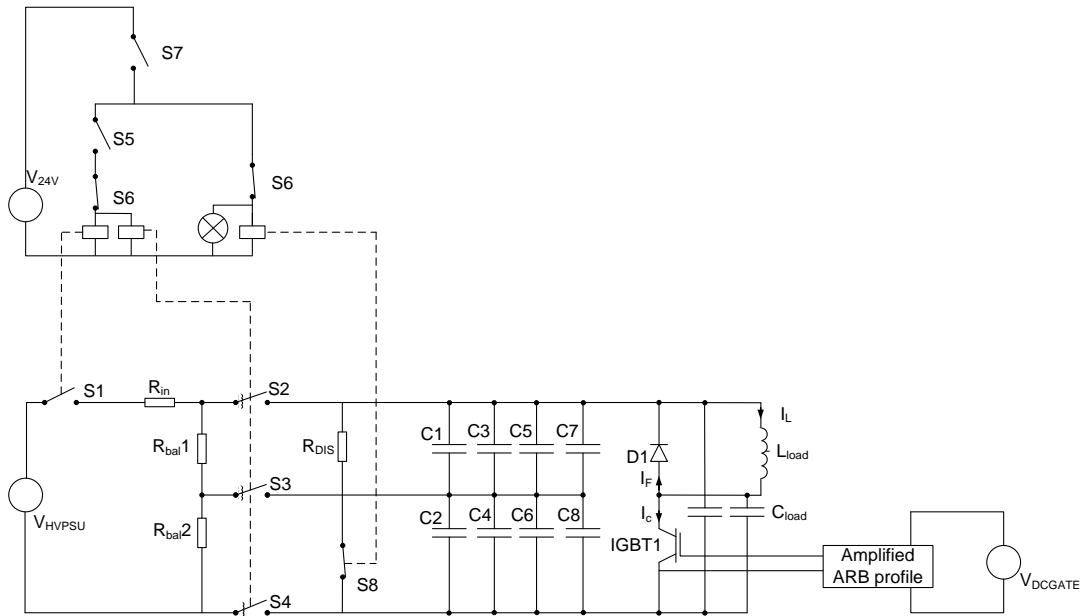 S7
S5
V24V
S6
S6
S1
Rin
S2
Rbal1
RDIS
C1
C3
C5
C7
D1
IL
Lload
S3
IF
VHVPSU
Rbal2
C2
C4
C6
C8
Ic
Cload
IGBT1
S8
Amplified
ARB profile
VDCGATE
S4